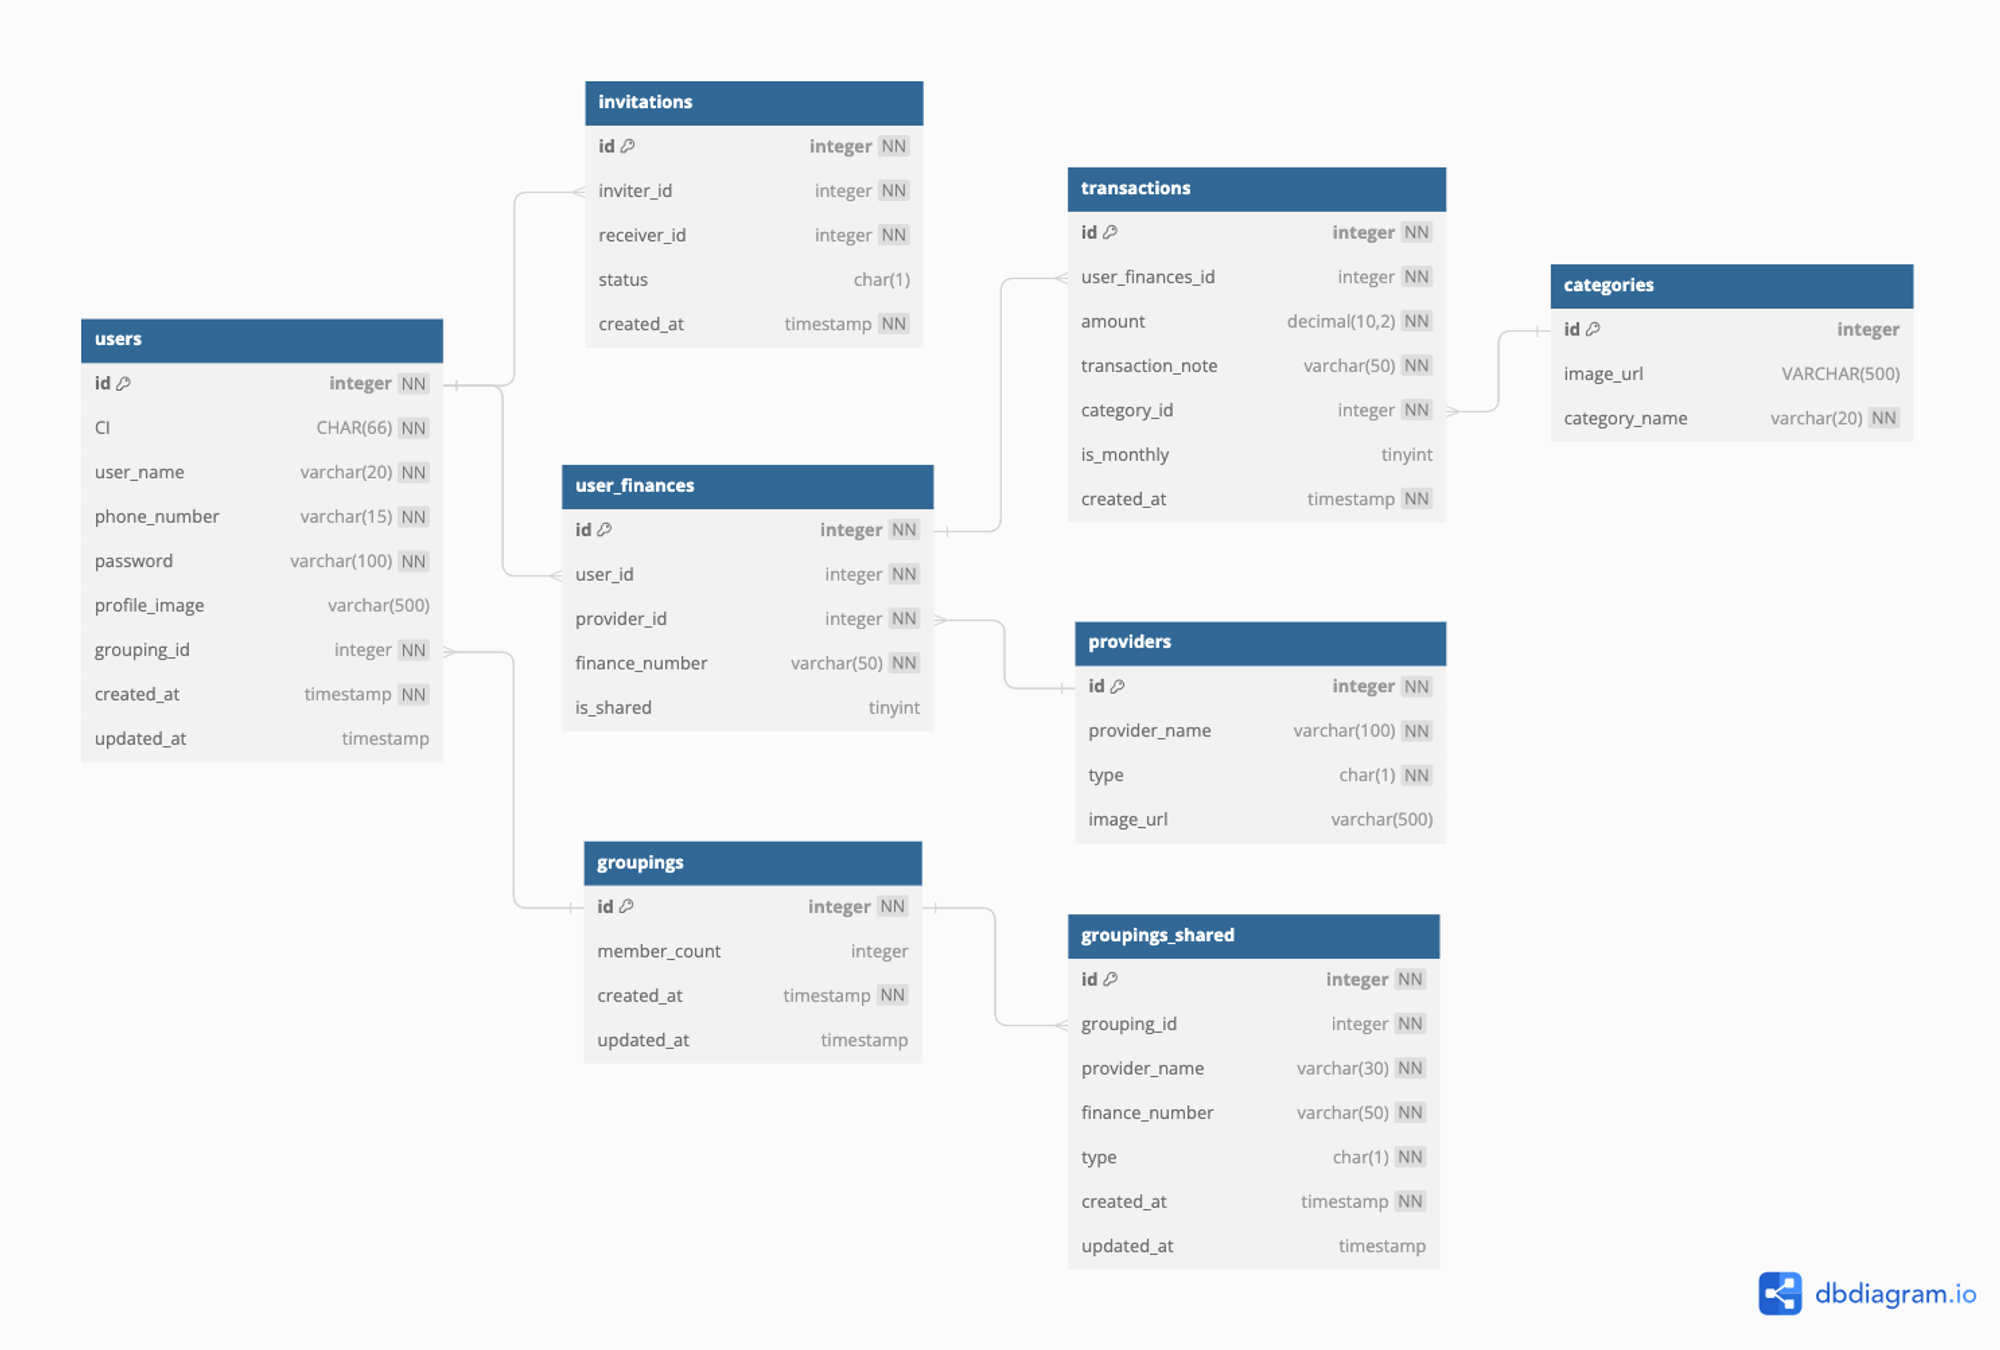 invitations
id integer NN
inviter_id integer NN
receiver_id integer NN
status char(1)
created_at timestamp NN
transactions
id integer NN
user_finances_id integer NN
amount decimal(10,2) NN
transaction_note varchar(50) NN
category_id integer NN
is_monthly tinyint
created_at timestamp NN
categories
id integer
image_url VARCHAR(500)
category_name varchar(20) NN
users
id integer NN
CI CHAR(66) NN
user_name varchar(20) NN
phone_number varchar(15) NN
password varchar(100) NN
profile_image varchar(500)
grouping_id integer NN
created_at timestamp NN
updated_at timestamp
user_finances
id integer NN
user_id integer NN
provider_id integer NN
finance_number varchar(50) NN
is_shared tinyint
providers
id integer NN
provider_name varchar(100) NN
type char(1) NN
image_url varchar(500)
groupings
id integer NN
member_count integer
created_at timestamp NN
updated_at timestamp
groupings_shared
id integer NN
grouping_id integer NN
provider_name varchar(30) NN
finance_number varchar(50) NN
type char(1) NN
created_at timestamp NN
updated_at timestamp
dbdiagram.io